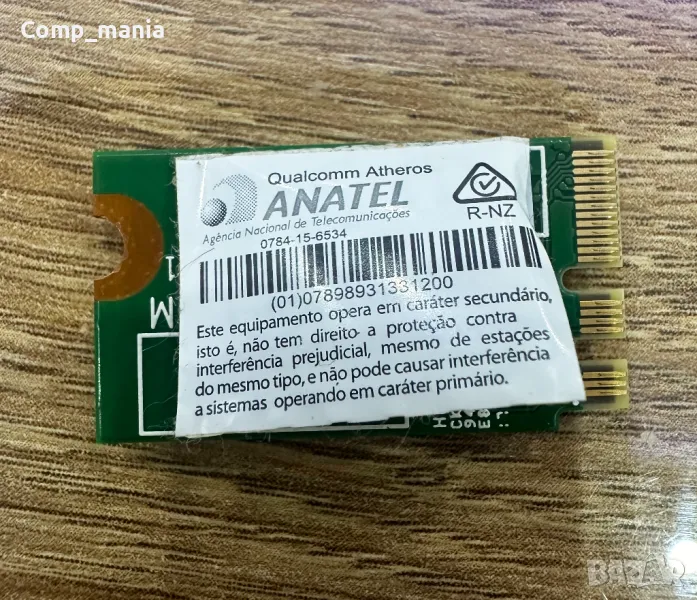 Comp_mania
Qualcomm Atheros
ANATEL
Agência Nacional de Telecomunicações
R-NZ
0784-15-6534
(01)07898931331200
Este equipamento opera em caráter secundário,
isto é, não tem direito a proteção contra
interferência prejudicial, mesmo de estações
do mesmo tipo, e não pode causar interferência
a sistemas operando em caráter primário.
M
BAZAR